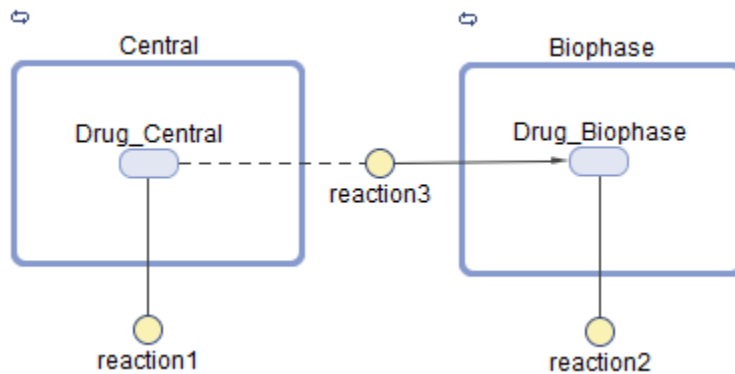 Central
Biophase
Drug_Central
Drug_Biophase
reaction3
reaction1
reaction2